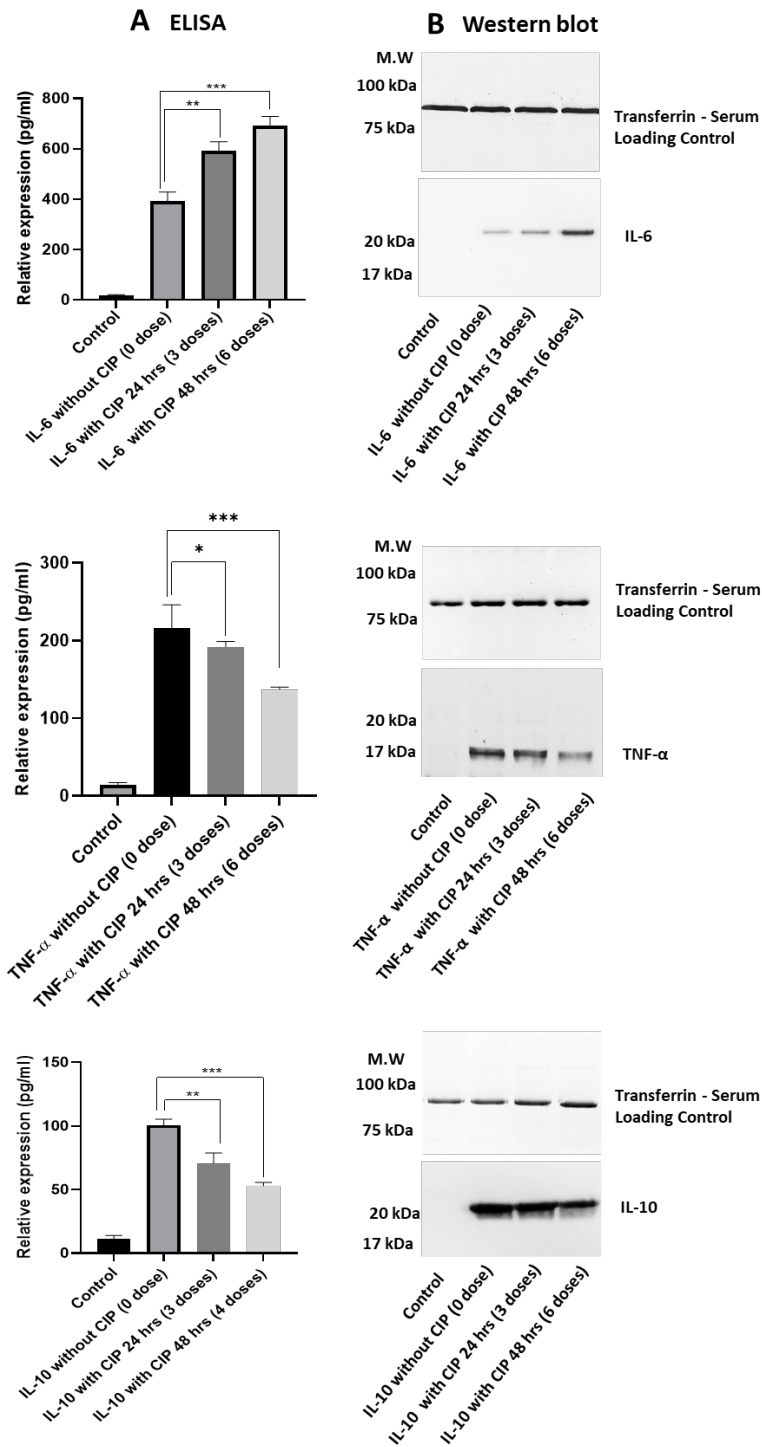 A ELISA
B Western blot
Relative expression (pg/ml)
800
600
400
200
0
***
**
Control
IL-6 without CIP (0 dose)
IL-6 with CIP 24 hrs (3 doses)
IL-6 with CIP 48 hrs (6 doses)
M.W
100 kDa
75 kDa
Transferrin - Serum
Loading Control
20 kDa
17 kDa
IL-6
Control
IL-6 without CIP (0 dose)
IL-6 with CIP 24 hrs (3 doses)
IL-6 with CIP 48 hrs (6 doses)
Relative expression (pg/ml)
300
200
100
0
***
*
Control
TNF-α without CIP (0 dose)
TNF-α with CIP 24 hrs (3 doses)
TNF-α with CIP 48 hrs (6 doses)
M.W
100 kDa
75 kDa
Transferrin - Serum
Loading Control
20 kDa
17 kDa
TNF-α
Control
TNF-α without CIP (0 dose)
TNF-α with CIP 24 hrs (3 doses)
TNF-α with CIP 48 hrs (6 doses)
Relative expression (pg/ml)
150
100
50
0
***
**
Control
IL-10 without CIP (0 dose)
IL-10 with CIP 24 hrs (3 doses)
IL-10 with CIP 48 hrs (4 doses)
M.W
100 kDa
75 kDa
Transferrin - Serum
Loading Control
20 kDa
17 kDa
IL-10
Control
IL-10 without CIP (0 dose)
IL-10 with CIP 24 hrs (3 doses)
IL-10 with CIP 48 hrs (6 doses)